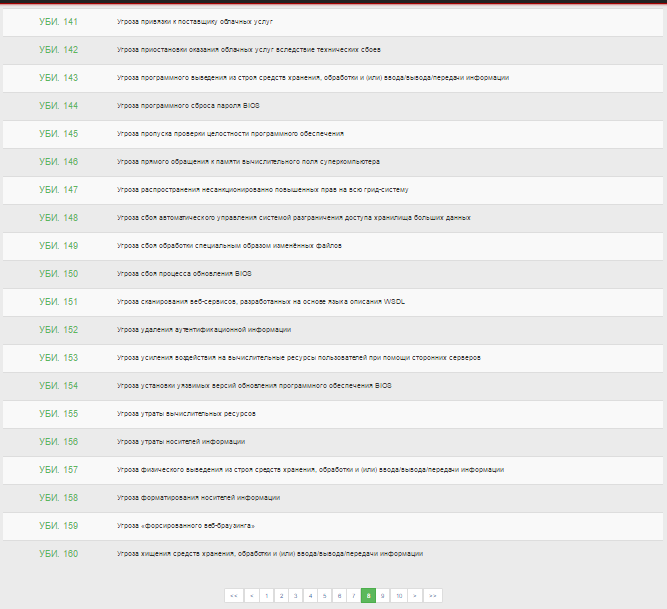 УБИ. 141 Угроза привязки к поставщику облачных услуг
УБИ. 142 Угроза приостановки оказания облачных услуг вследствие технических сбоев
УБИ. 143 Угроза программного выведения из строя средств хранения, обработки и (или) ввода/вывода/передачи информации
УБИ. 144 Угроза программного сброса пароля BIOS
УБИ. 145 Угроза пропуска проверки целостности программного обеспечения
УБИ. 146 Угроза прямого обращения к памяти вычислительного поля суперкомпьютера
УБИ. 147 Угроза распространения несанкционированно повышенных прав на всю грид-систему
УБИ. 148 Угроза сбоя автоматического управления системой разграничения доступа хранилища больших данных
УБИ. 149 Угроза сбоя обработки специальным образом изменённых файлов
УБИ. 150 Угроза сбоя процесса обновления BIOS
УБИ. 151 Угроза сканирования веб-сервисов, разработанных на основе языка описания WSDL
УБИ. 152 Угроза удаления аутентификационной информации
УБИ. 153 Угроза усиления воздействия на вычислительные ресурсы пользователей при помощи сторонних серверов
УБИ. 154 Угроза установки уязвимых версий обновления программного обеспечения BIOS
УБИ. 155 Угроза утраты вычислительных ресурсов
УБИ. 156 Угроза утраты носителей информации
УБИ. 157 Угроза физического выведения из строя средств хранения, обработки и (или) ввода/вывода/передачи информации
УБИ. 158 Угроза форматирования носителей информации
УБИ. 159 Угроза «форсированного веб-браузинга»
УБИ. 160 Угроза хищения средств хранения, обработки и (или) ввода/вывода/передачи информации
<< < 1 2 3 4 5 6 7 8 9 10 > >>